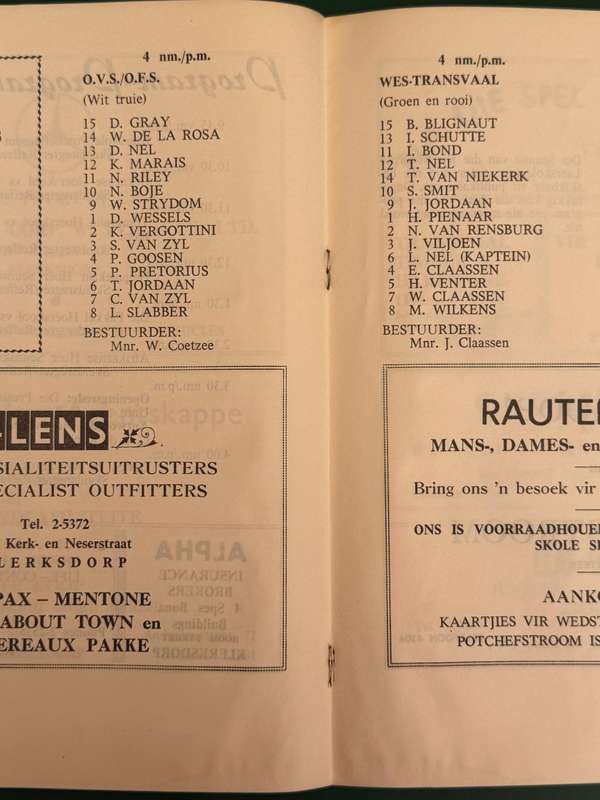 4 nm./p.m.
O.V.S./O.F.S.
(Wit truie)
15 D. GRAY
14 W. DE LA ROSA
13 D. NEL
12 K. MARAIS
11 N. RILEY
10 N. BOJE
9 W. STRYDOM
1 D. WESSELS
2 K. VERGOTTINI
3 S. VAN ZYL
4 P. GOOSEN
5 P. PRETORIUS
6 T. JORDAAN
7 C. VAN ZYL
8 L. SLABBER
BESTUURDER:
Mnr. W. Coetzee
LENS
SIALITEITSUITRUSTERS
ECIALIST OUTFITTERS
Tel. 2-5372
Kerk- en Neserstraat
LERKSDORP
PAX – MENTONE
ABOUT TOWN en
EREAUX PAKKE
4 nm./p.m.
WES-TRANSVAAL
(Groen en rooi)
15 B. BLIGNAUT
13 I. SCHUTTE
11 I. BOND
12 T. NEL
14 T. VAN NIEKERK
10 S. SMIT
9 J. JORDAAN
1 H. PIENAAR
2 N. VAN RENSBURG
3 J. VILJOEN
6 L. NEL (KAPTEIN)
4 E. CLAASSEN
5 H. VENTER
7 W. CLAASSEN
8 M. WILKENS
BESTUURDER:
Mnr. J. Claassen
RAUTE
MANS-, DAMES- en
Bring ons 'n besoek vir
ONS IS VOORRAADHOUE
SKOLE S
AANKO
KAARTJIES VIR WEDST
POTCHEFSTROOM IS